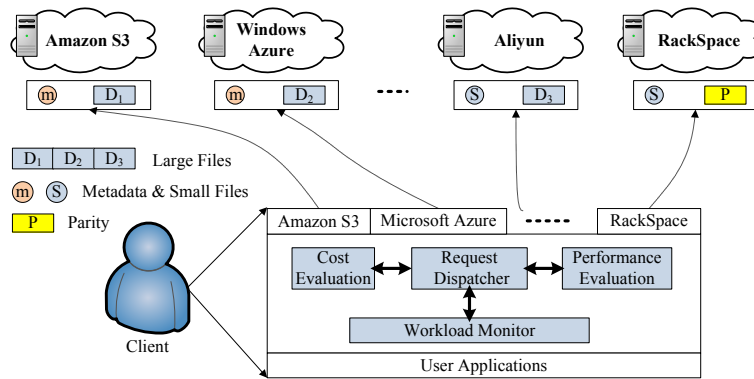 Amazon S3
Windows
Azure
Aliyun
RackSpace
m D1
m D2
S D3
S P
D1 D2 D3 Large Files
m S Metadata & Small Files
P Parity
Amazon S3 Microsoft Azure RackSpace
Cost
Evaluation
Request
Dispatcher
Performance
Evaluation
Workload Monitor
Client
User Applications